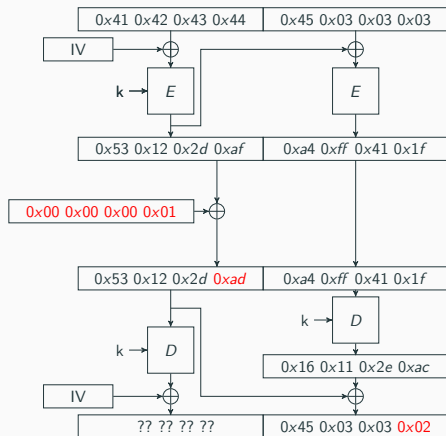 0x41 0x42 0x43 0x44 0x45 0x03 0x03 0x03
IV
k E E
0x53 0x12 0x2d 0xaf 0xa4 0xff 0x41 0x1f
0x00 0x00 0x00 0x01
0x53 0x12 0x2d 0xad 0xa4 0xff 0x41 0x1f
k D
k D
0x16 0x11 0x2e 0xac
IV
?? ?? ?? ?? 0x45 0x03 0x03 0x02